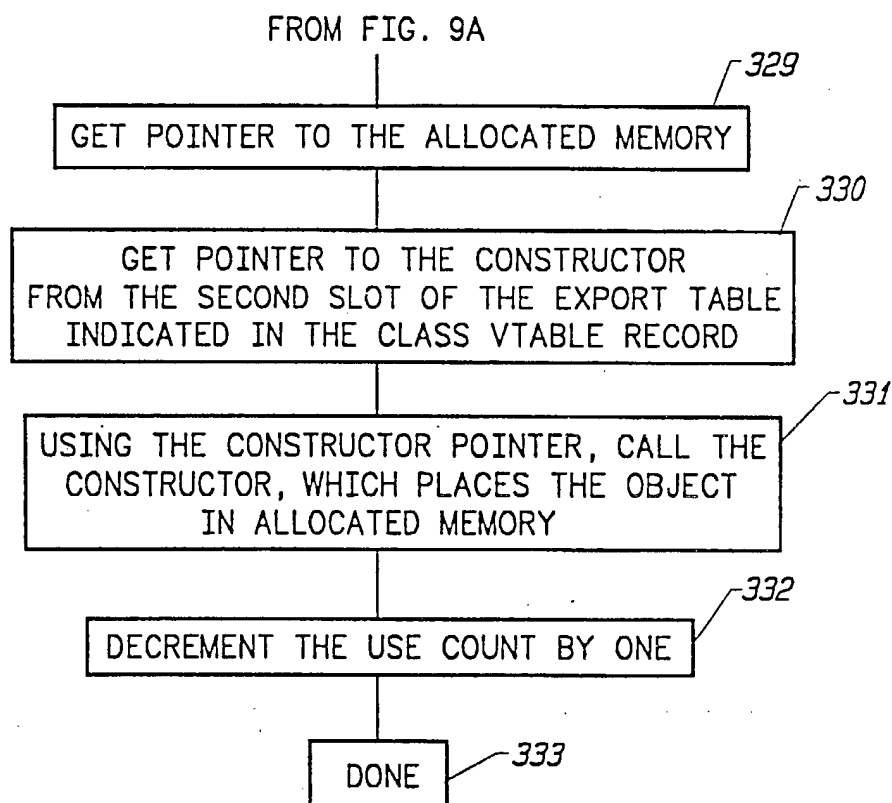 FROM FIG. 9A
329
GET POINTER TO THE ALLOCATED MEMORY
330
GET POINTER TO THE CONSTRUCTOR
FROM THE SECOND SLOT OF THE EXPORT TABLE
INDICATED IN THE CLASS VTABLE RECORD
331
USING THE CONSTRUCTOR POINTER, CALL THE
CONSTRUCTOR, WHICH PLACES THE OBJECT
IN ALLOCATED MEMORY
332
DECREMENT THE USE COUNT BY ONE
333
DONE